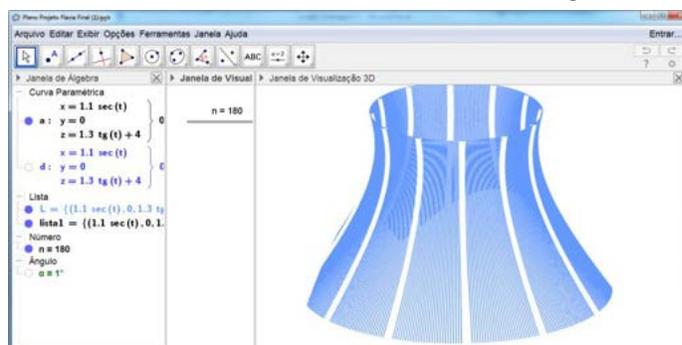 Plano Projeto Flavia Final (2).ggb
Arquivo Editar Exibir Opções Ferramentas Janela Ajuda
Entrar...
ABC
a=2
Janela de Álgebra
Janela de Visual
Janela de Visualização 3D
Curva Paramétrica
x = 1.1 sec(t)
a: y = 0
z = 1.3 tg(t) + 4
x = 1.1 sec(t)
d: y = 0
z = 1.3 tg(t) + 4
Lista
L = {(1.1 sec(t), 0, 1.3 tg
lista1 = {(1.1 sec(t), 0, 1.
Número
n = 180
Ângulo
α = 1°
n = 180